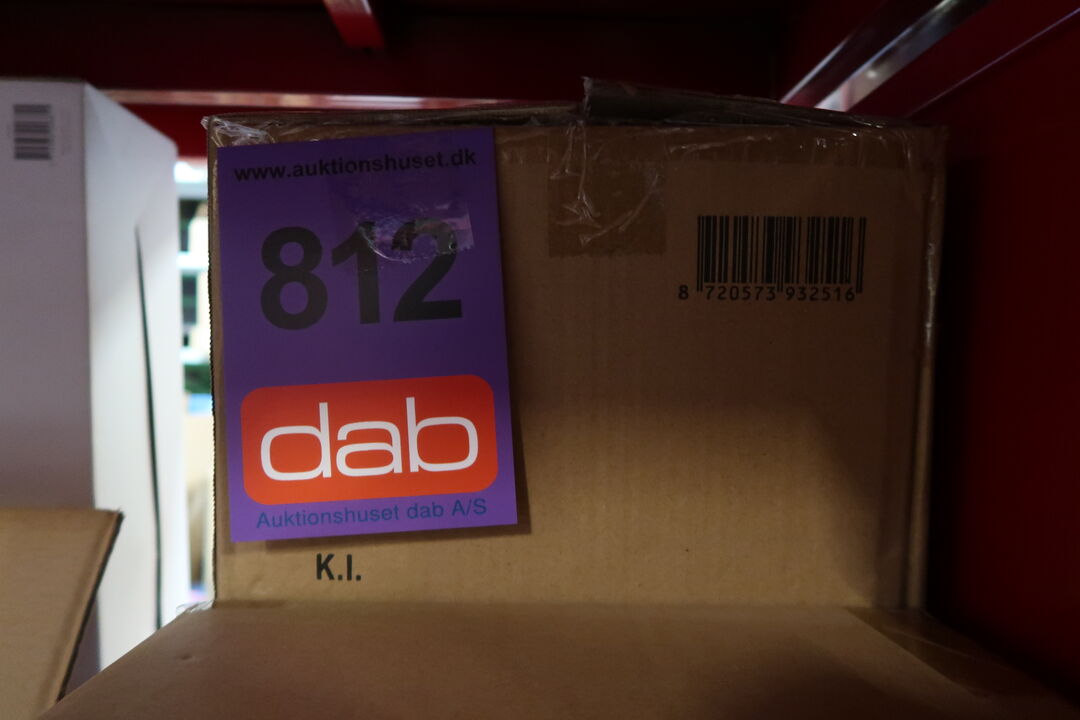 www.auktionshuset.dk
812
dab
Auktionshuset dab A/S
K.I.
8 720573 932516